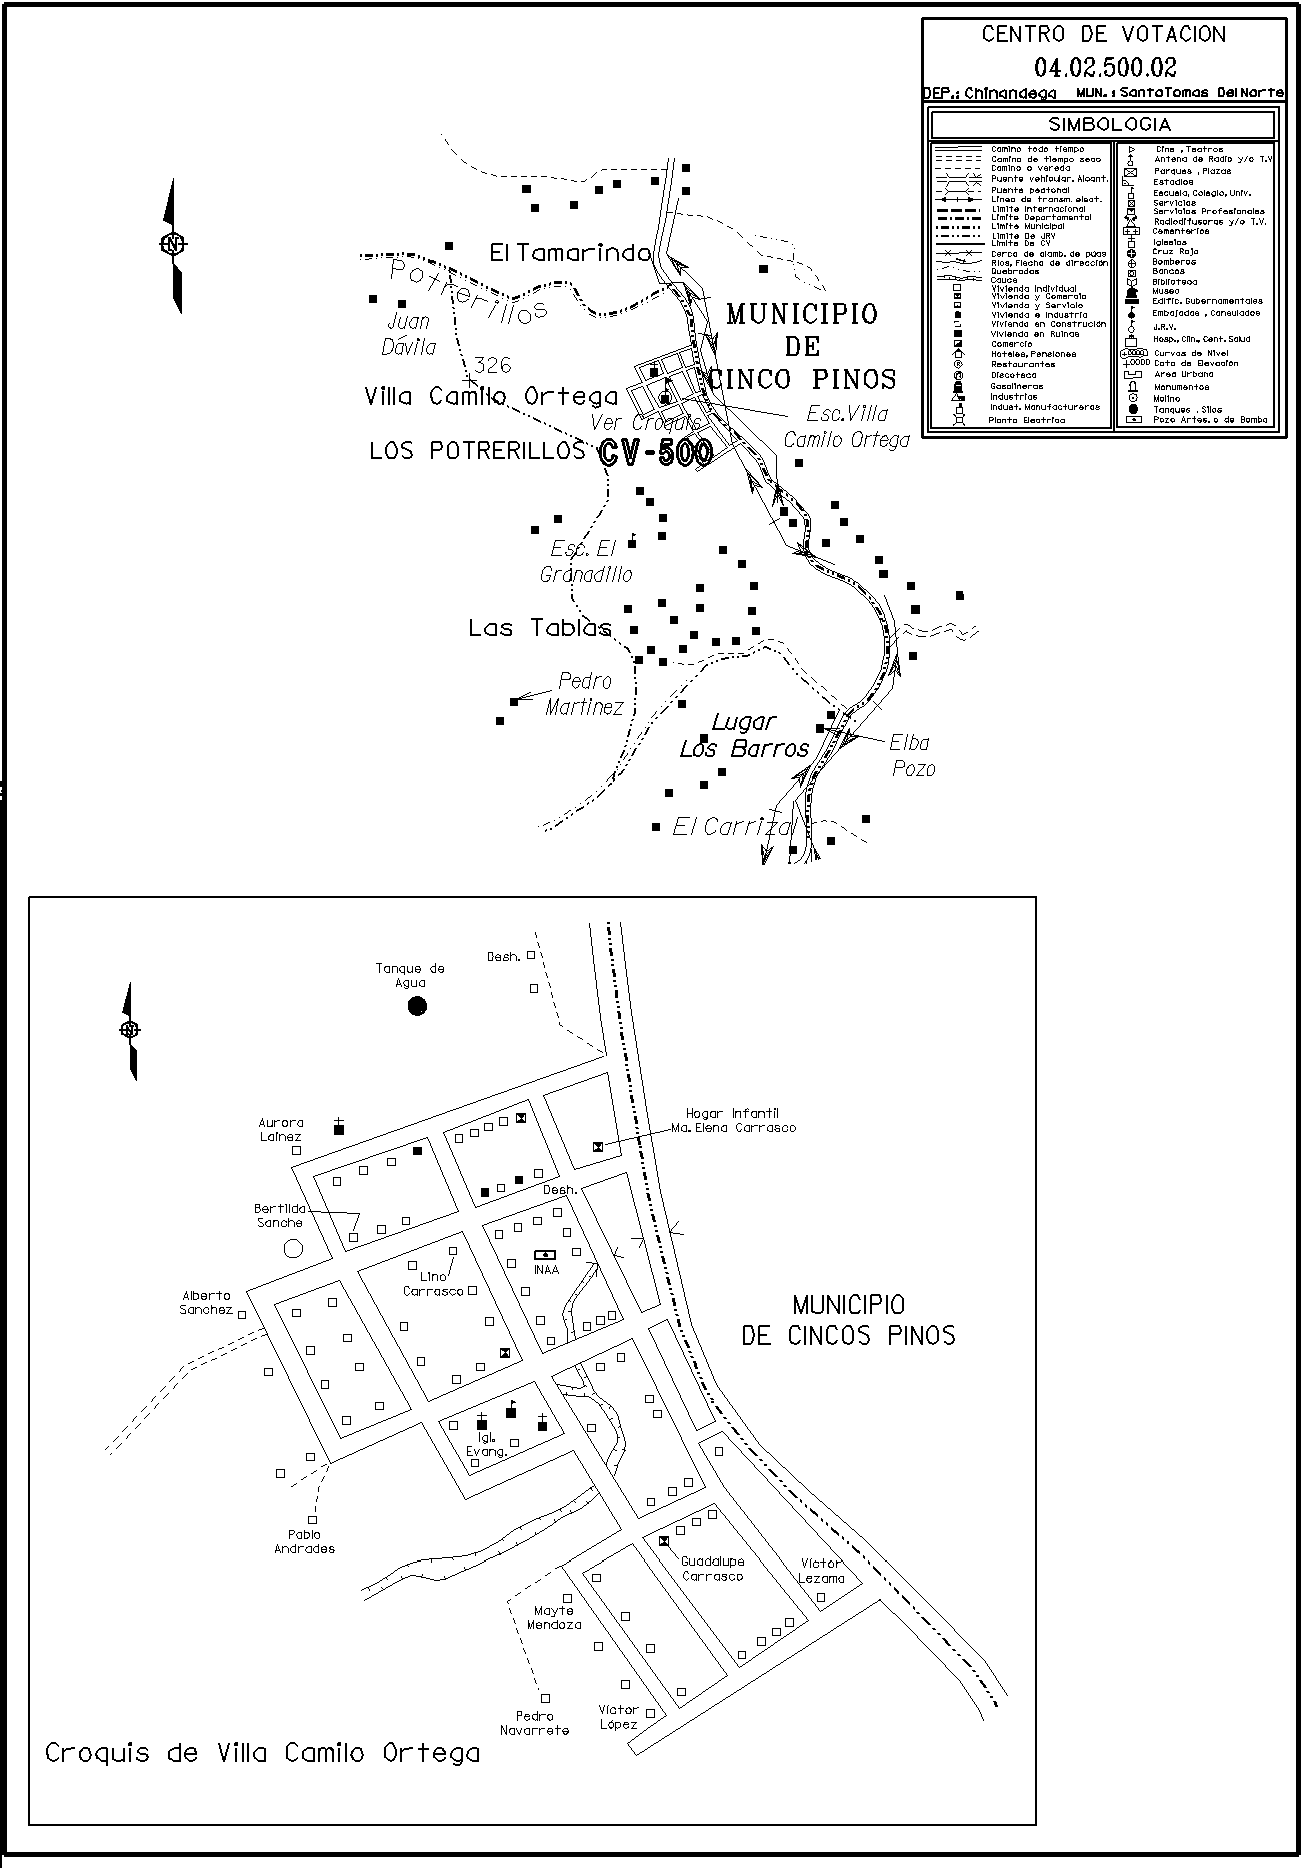 CENTRO DE VOTACION
04.02.500.02
DEP.: Chinandega MUN.: Santa Tomas Del Norte
SIMBOLOGIA
Camino todo tiempo
Camino de tiempo seco
Camino o vereda
Puente vehicular. Alcant.
Puente peatonal
Linea de transm. elect.
Limite Internacional
Limite Departamental
Limite Municipal
Limite De JRV
Limite De CV
Cerca de alamb. de púas
Rios, Flecha de dirección
Quebradas
Cauce
Vivienda Individual
Vivienda y Comercio
Vivienda y Servicio
Vivienda e Industria
Vivienda en Construción
Vivienda en Ruinas
Comercio
Hoteles, Pensiones
Restaurantes
Discoteca
Gasolineras
Industrias
Indust. Manufactureras
Planta Electrica
Cine , Teatros
Antena de Radio y/o T.V
Parques , Plazas
Estadios
Escuela, Colegio, Univ.
Servicios
Servicios Profesionales
Radiodifusoras y/o T.V.
Cementerios
Iglesias
Cruz Roja
Bomberos
Bancos
Biblioteca
Museo
Edific. Gubernamentales
Embajadas , Consulados
J.R.V.
Hosp., Clin., Cent. Salud
Curvas de Nivel
Cota de Elevación
Area Urbana
Monumentos
Molino
Tanques , Silos
Pozo Artes. o de Bomba
N
El Tamarindo
Potrerillos
Juan
Dávila
326
MUNICIPIO
DE
CINCO PINOS
Villa Camilo Ortega
Ver Croquis
Esc. Villa
Camilo Ortega
LOS POTRERILLOS CV-500
Esc. El
Granadillo
Las Tablas
Pedro
Martinez
Lugar
Los Barros
Elba
Pozo
El Carrizal
N
Desh.
Tanque de
Agua
Hogar Infantil
Ma. Elena Carrasco
Aurora
Lainez
Desh.
Bertilda
Sanche
INAA
Lino
Carrasco
Alberto
Sanchez
MUNICIPIO
DE CINCOS PINOS
Igl.
Evang.
Pablo
Andrades
Guadalupe
Carrasco
Víctor
Lezama
Mayte
Mendoza
Pedro
Navarrete
Víctor
López
Croquis de Villa Camilo Ortega